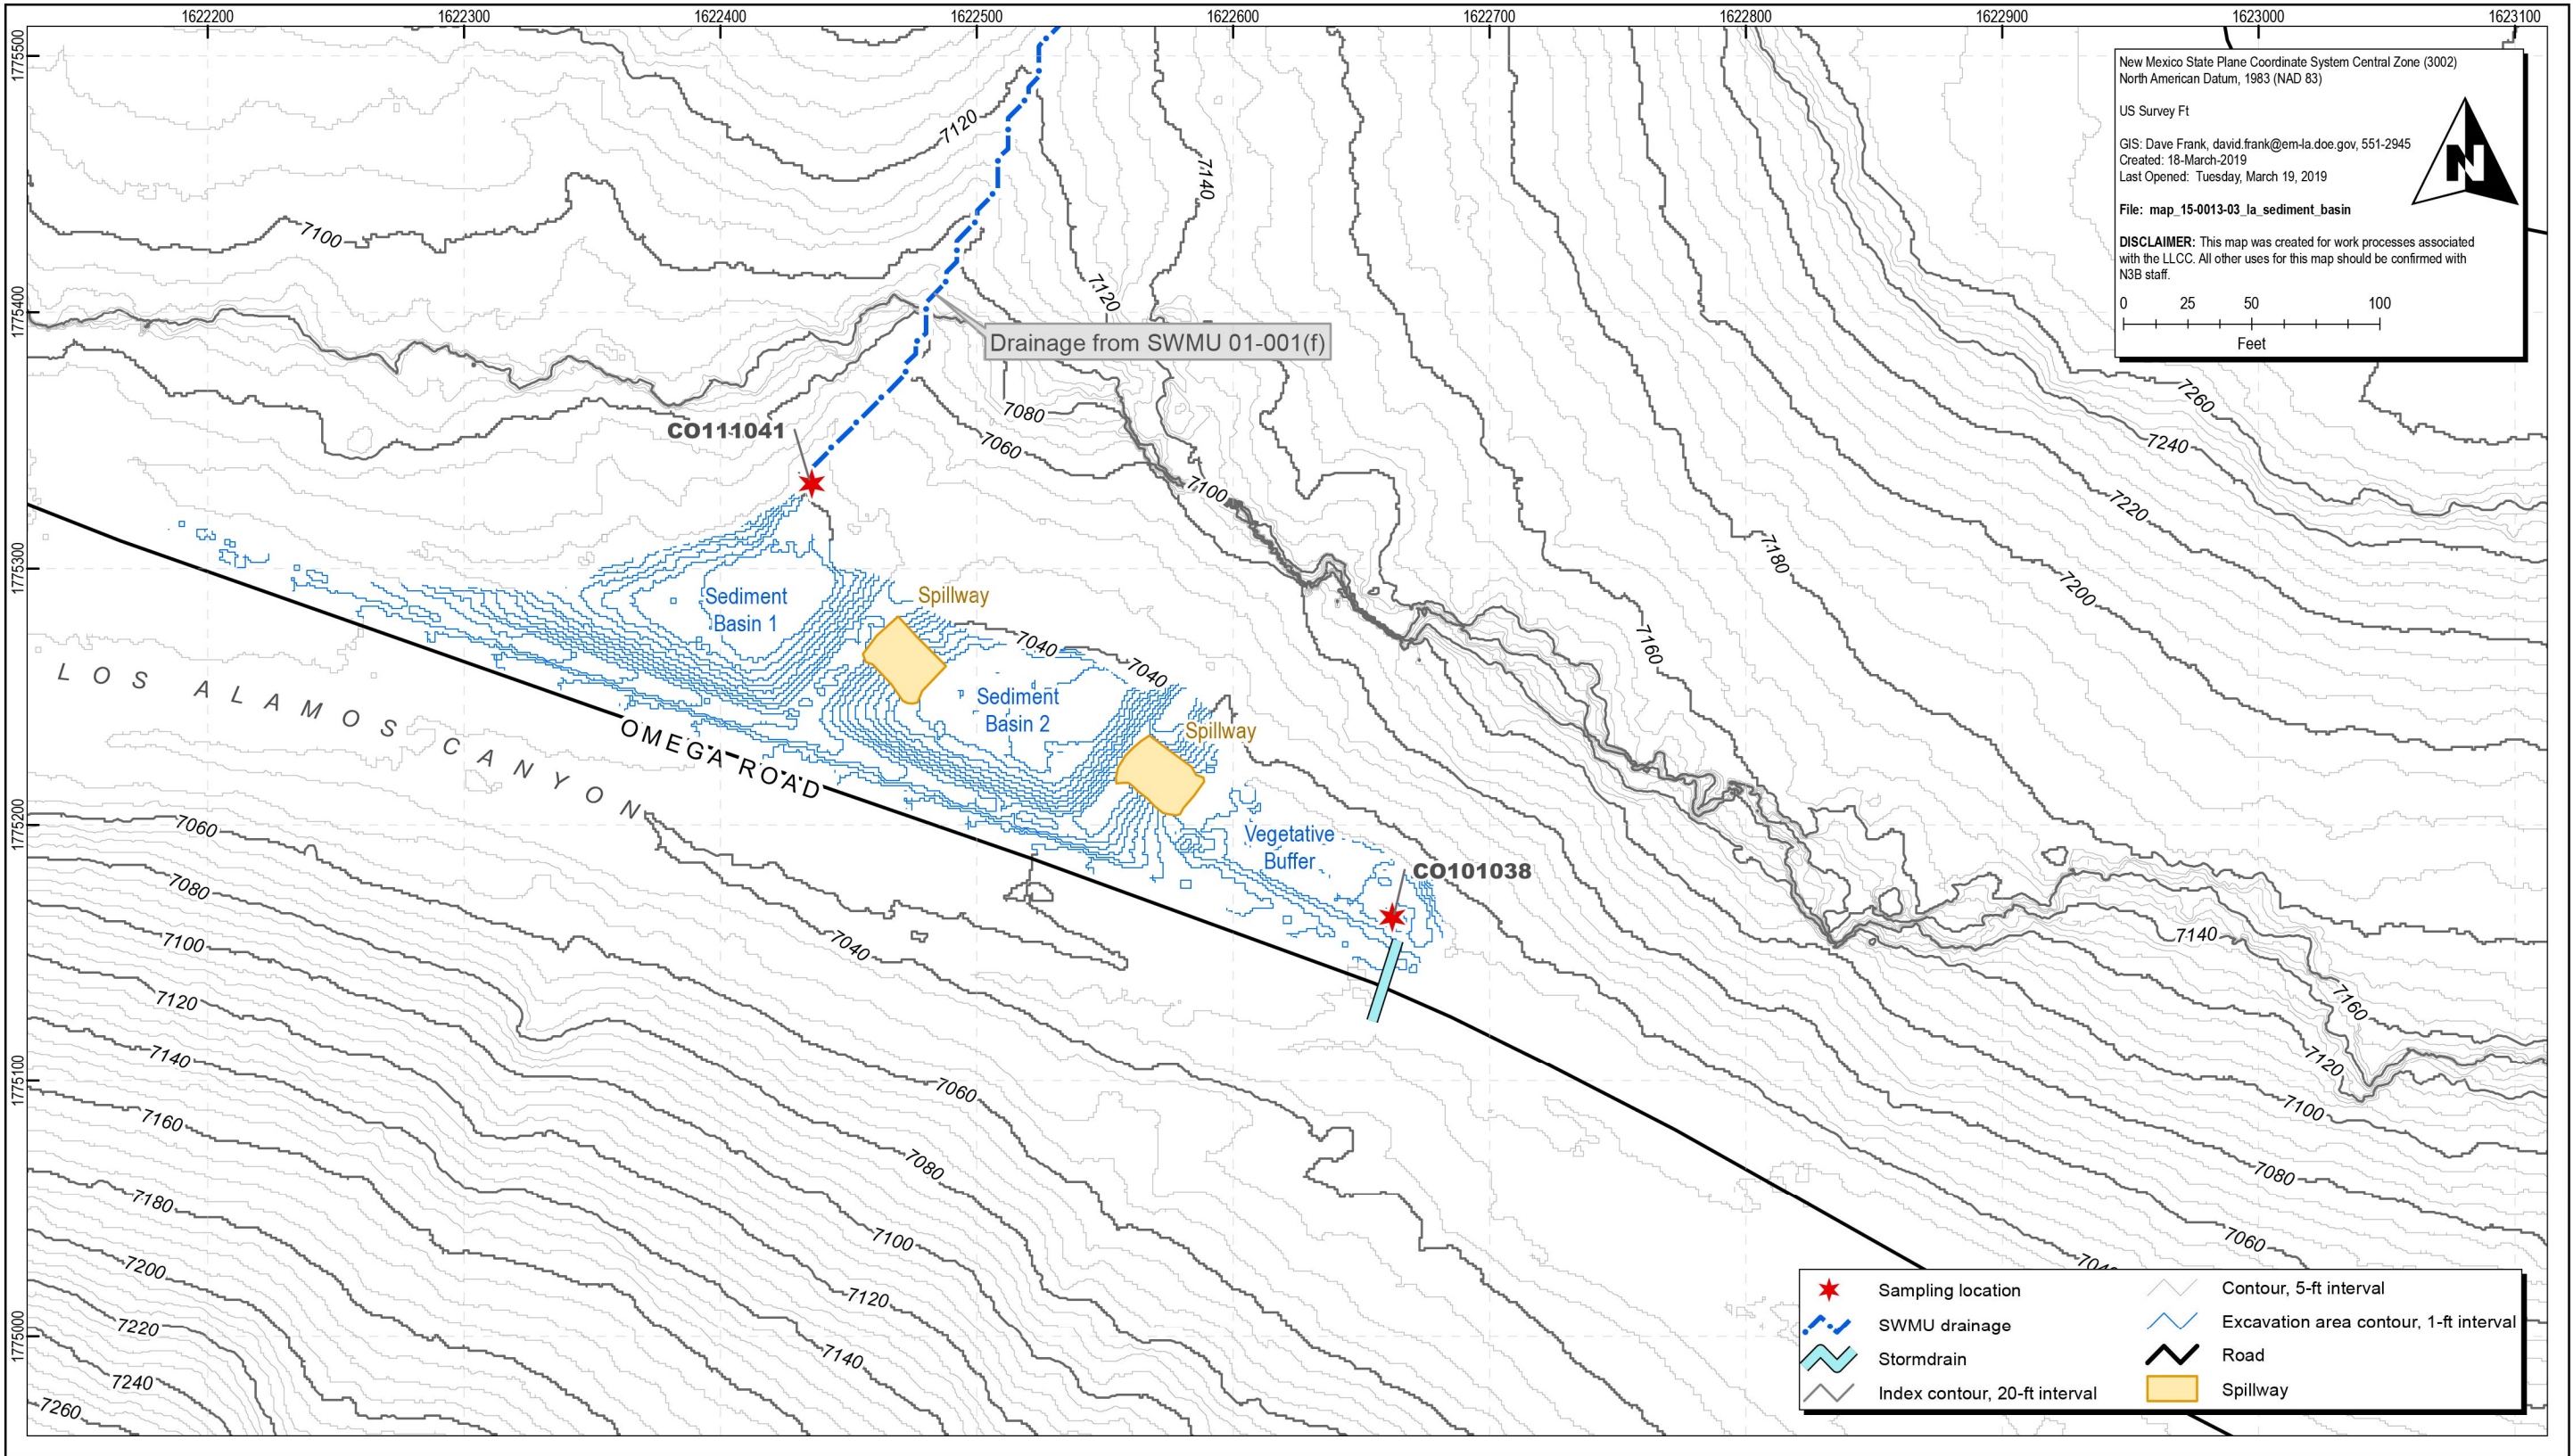 1622200 1622300 1622400 1622500 1622600 1622700 1622800 1622900 1623000 1623100
1775500
1775400
1775300
1775200
1775100
1775000
New Mexico State Plane Coordinate System Central Zone (3002)
North American Datum, 1983 (NAD 83)
US Survey Ft
GIS: Dave Frank, david.frank@em-la.doe.gov, 551-2945
Created: 18-March-2019
Last Opened: Tuesday, March 19, 2019
File: map_15-0013-03_la_sediment_basin
DISCLAIMER: This map was created for work processes associated
with the LLCC. All other uses for this map should be confirmed with
N3B staff.
N
0 25 50 100
Feet
7120
7140
7100
7120
Drainage from SWMU 01-001(f)
7260
7080
CO111041
7060
7240
7100
7220
7180
Sediment
Basin 1
Spillway
7200
7040
7160
7040
Sediment
Basin 2
Spillway
LOS ALAMOS CANYON
OMEGA ROAD
7060
Vegetative
Buffer
CO101038
7080
7100
7040
7140
7120
7160
7140
7120
7060
7100
7160
7080
7080
7180
7100
7060
7200
7120
7220
7140
7240
7260
Sampling location
SWMU drainage
Stormdrain
Index contour, 20-ft interval
Contour, 5-ft interval
Excavation area contour, 1-ft interval
Road
Spillway